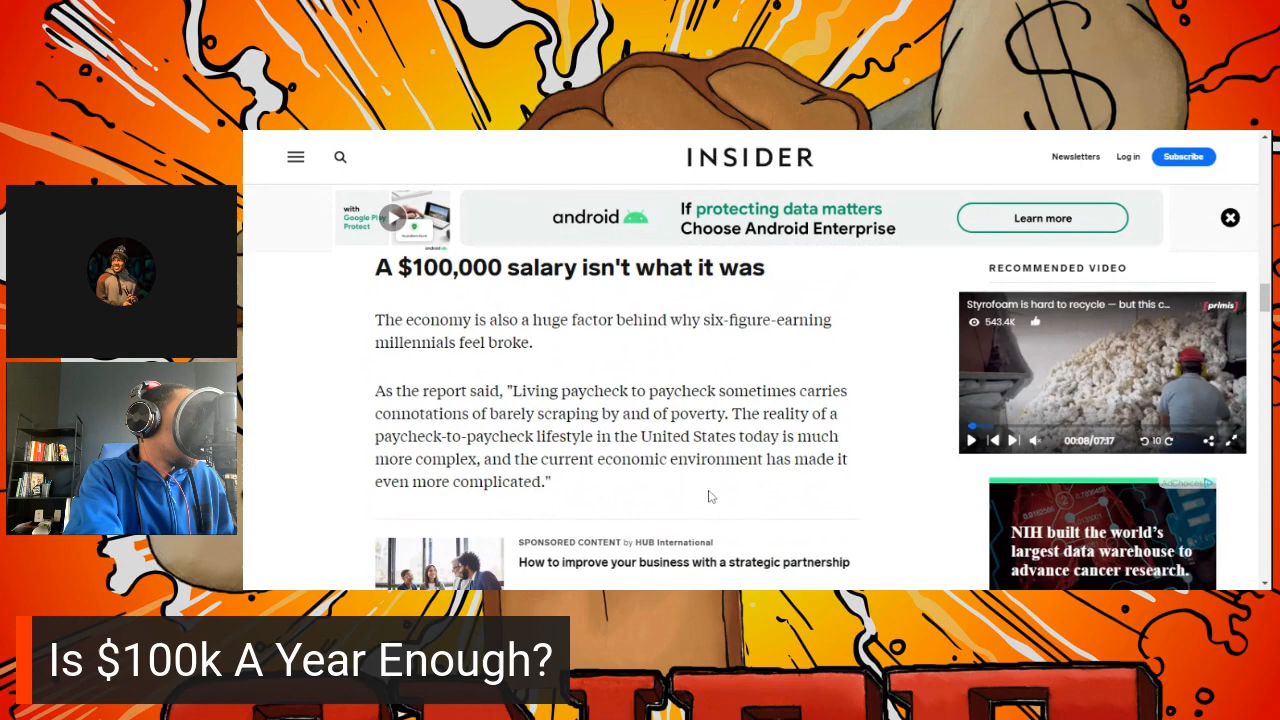 INSIDER
Newsletters
Log in
Subscribe
with
Google Play
Protect
android
If protecting data matters
Choose Android Enterprise
Learn more
A $100,000 salary isn't what it was
The economy is also a huge factor behind why six-figure-earning
millennials feel broke.
As the report said, "Living paycheck to paycheck sometimes carries
connotations of barely scraping by and of poverty. The reality of a
paycheck-to-paycheck lifestyle in the United States today is much
more complex, and the current economic environment has made it
even more complicated."
SPONSORED CONTENT by HUB International
How to improve your business with a strategic partnership
RECOMMENDED VIDEO
Styrofoam is hard to recycle — but this c...
[primis]
543.4K
00:08/07:17
10
AdChoices
NIH built the world's
largest data warehouse to
advance cancer research.
$
Is $100k A Year Enough?